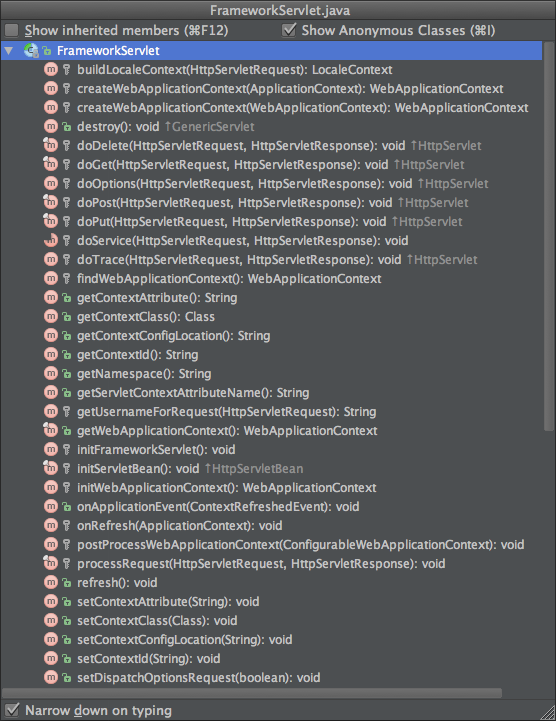 FrameworkServlet.java
Show inherited members (⌘F12)
Show Anonymous Classes (⌘I)
FrameworkServlet
buildLocaleContext(HttpServletRequest): LocaleContext
createWebApplicationContext(ApplicationContext): WebApplicationContext
createWebApplicationContext(WebApplicationContext): WebApplicationContext
destroy(): void ↑GenericServlet
doDelete(HttpServletRequest, HttpServletResponse): void ↑HttpServlet
doGet(HttpServletRequest, HttpServletResponse): void ↑HttpServlet
doOptions(HttpServletRequest, HttpServletResponse): void ↑HttpServlet
doPost(HttpServletRequest, HttpServletResponse): void ↑HttpServlet
doPut(HttpServletRequest, HttpServletResponse): void ↑HttpServlet
doService(HttpServletRequest, HttpServletResponse): void
doTrace(HttpServletRequest, HttpServletResponse): void ↑HttpServlet
findWebApplicationContext(): WebApplicationContext
getContextAttribute(): String
getContextClass(): Class
getContextConfigLocation(): String
getContextId(): String
getNamespace(): String
getServletContextAttributeName(): String
getUsernameForRequest(HttpServletRequest): String
getWebApplicationContext(): WebApplicationContext
initFrameworkServlet(): void
initServletBean(): void ↑HttpServletBean
initWebApplicationContext(): WebApplicationContext
onApplicationEvent(ContextRefreshedEvent): void
onRefresh(ApplicationContext): void
postProcessWebApplicationContext(ConfigurableWebApplicationContext): void
processRequest(HttpServletRequest, HttpServletResponse): void
refresh(): void
setContextAttribute(String): void
setContextClass(Class): void
setContextConfigLocation(String): void
setContextId(String): void
setDispatchOptionsRequest(boolean): void
Narrow down on typing